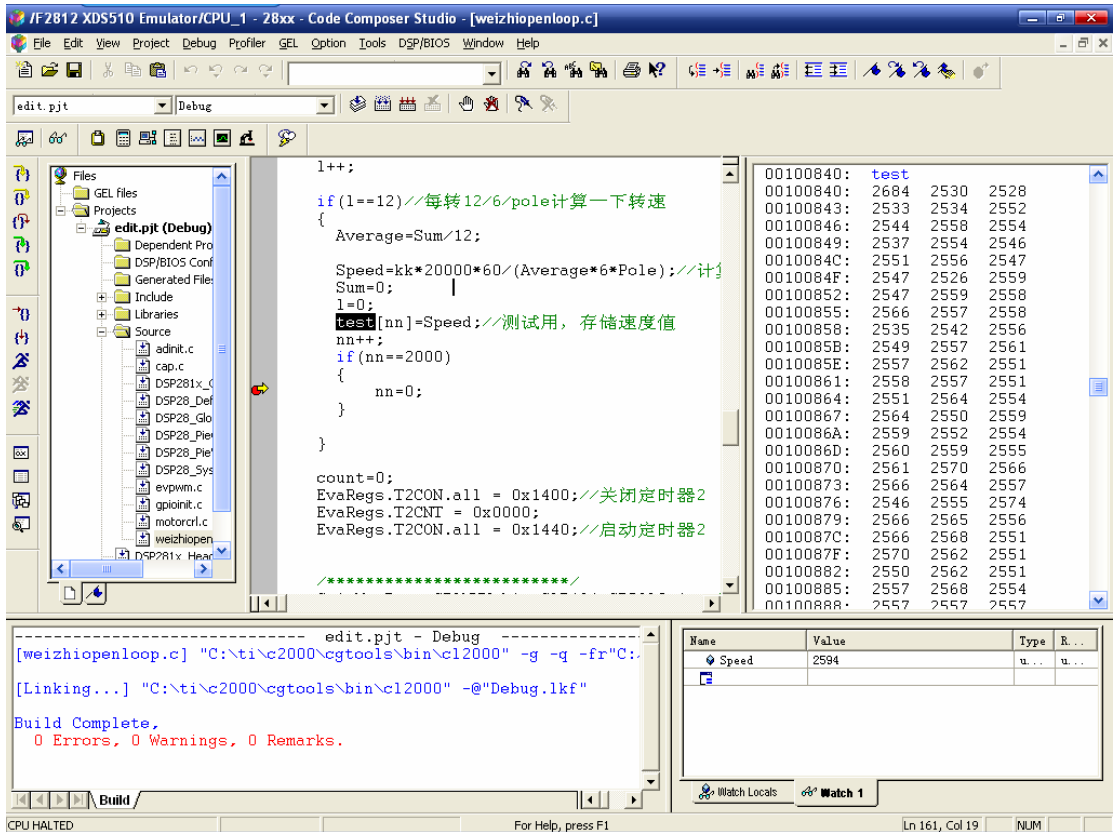 /F2812 XDS510 Emulator/CPU_1 - 28xx - Code Composer Studio - [weizhiopenloop.c]
File Edit View Project Debug Profiler GEL Option Tools DSP/BIOS Window Help
edit.pjt Debug
Files
GEL files
Projects
edit.pjt (Debug)
Dependent Pro
DSP/BIOS Conf
Generated File:
Include
Libraries
Source
adinit.c
cap.c
DSP281x_G
DSP28_Def
DSP28_Glo
DSP28_Pie
DSP28_Pie
DSP28_Sys
evpwm.c
gpioinit.c
motorcrl.c
weizhiopen
DSP281x_Head
l++;
if(l==12)//每转12/6/pole计算一下转速
{
Average=Sum/12;
Speed=kk*20000*60/(Average*6*Pole);//计算
Sum=0;
l=0;
test[nn]=Speed;//测试用, 存储速度值
nn++;
if(nn==2000)
{
nn=0;
}
}
count=0;
EvaRegs.T2CON.all = 0x1400;//关闭定时器2
EvaRegs.T2CNT = 0x0000;
EvaRegs.T2CON.all = 0x1440;//启动定时器2
/*************************/
00100840: test
00100840: 2684 2530 2528
00100843: 2533 2534 2552
00100846: 2544 2558 2554
00100849: 2537 2554 2546
0010084C: 2551 2556 2547
0010084F: 2547 2526 2559
00100852: 2547 2559 2558
00100855: 2566 2557 2558
00100858: 2535 2542 2556
0010085B: 2549 2557 2561
0010085E: 2557 2562 2551
00100861: 2558 2557 2551
00100864: 2551 2564 2554
00100867: 2564 2550 2559
0010086A: 2559 2552 2554
0010086D: 2560 2559 2555
00100870: 2561 2570 2566
00100873: 2566 2564 2557
00100876: 2546 2555 2574
00100879: 2566 2565 2556
0010087C: 2566 2568 2551
0010087F: 2570 2562 2551
00100882: 2550 2562 2551
00100885: 2557 2568 2554
00100888: 2557 2557 2557
------------------------------ edit.pjt - Debug ---------------
[weizhiopenloop.c] "C:\ti\c2000\cgtools\bin\cl2000" -g -q -fr"C:
[Linking...] "C:\ti\c2000\cgtools\bin\cl2000" -@"Debug.lkf"
Build Complete,
0 Errors, 0 Warnings, 0 Remarks.
Build
Name Value Type R...
Speed 2594 u... u...
Watch Locals Watch 1
CPU HALTED For Help, press F1 Ln 161, Col 19 NUM